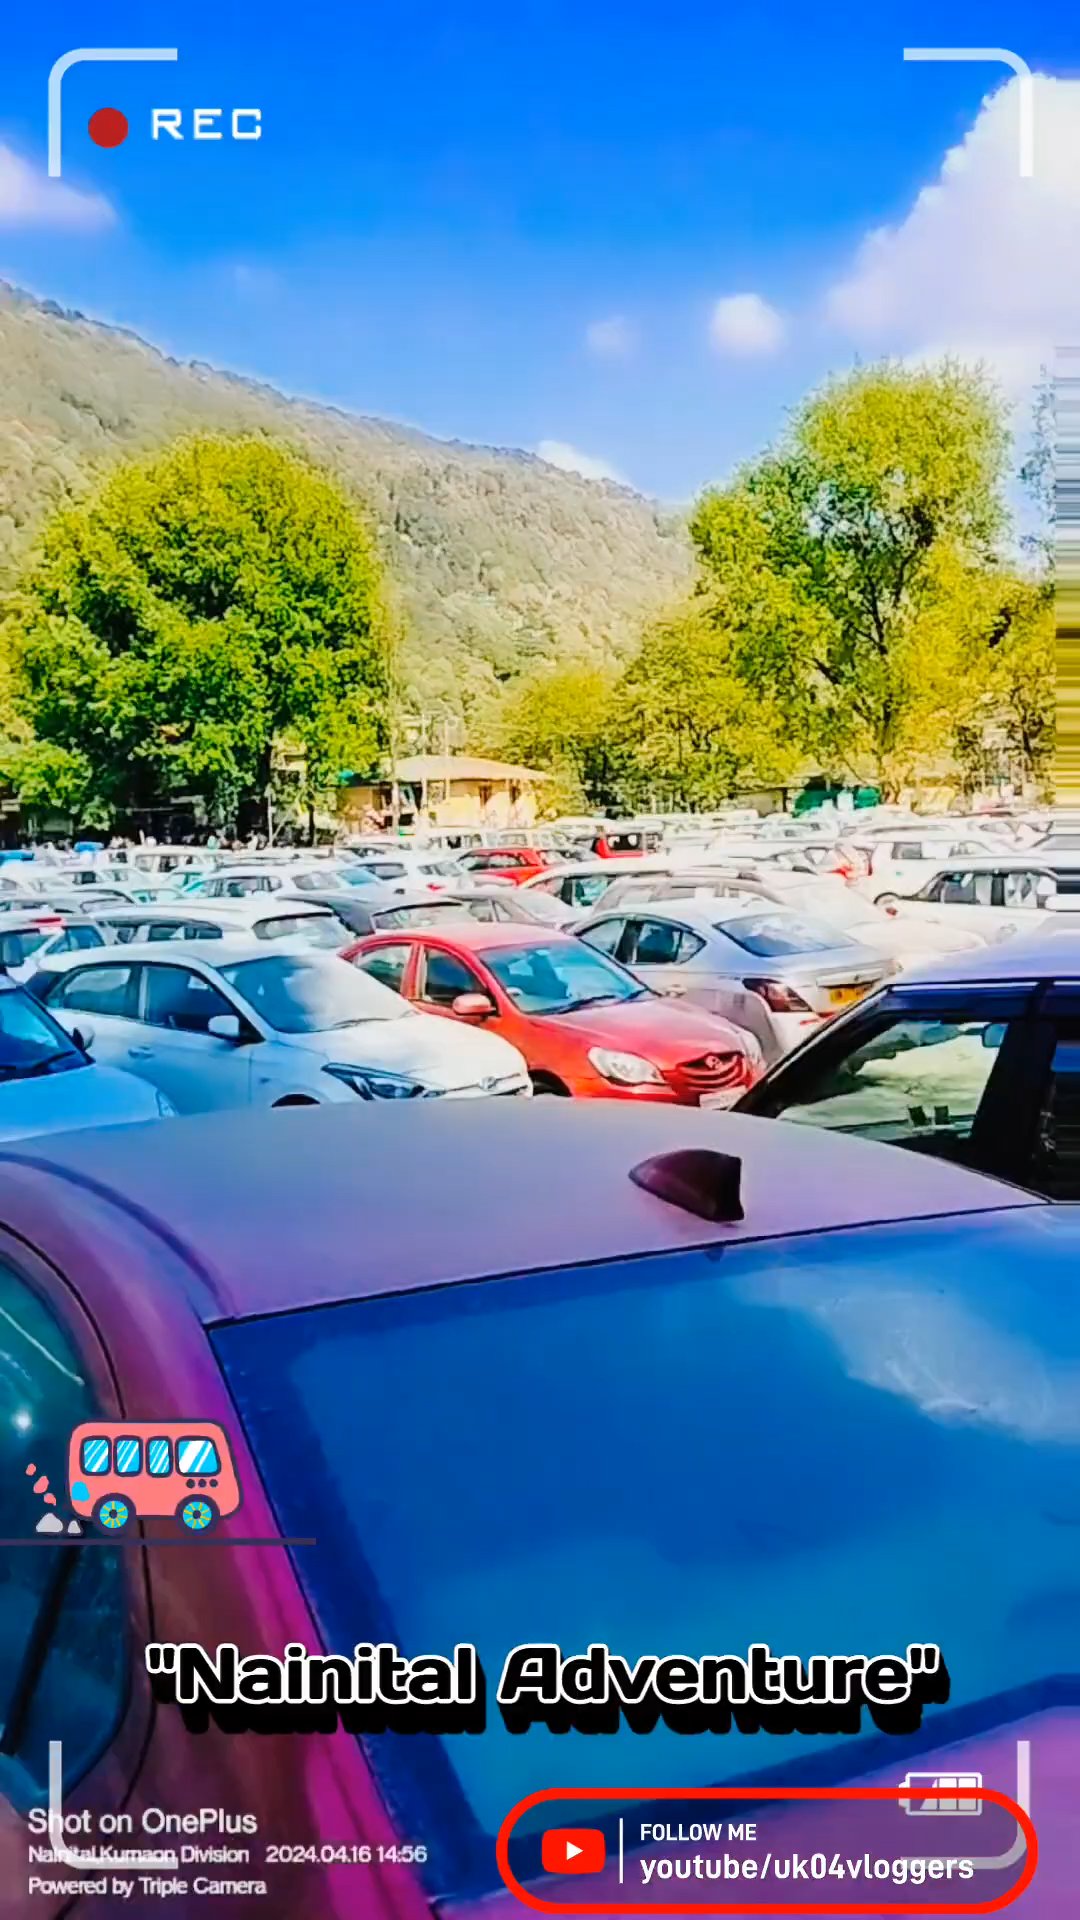 REC
"Nainital Adventure"
Shot on OnePlus
Nainital,Kumaon Division 2024.04.16 14:56
Powered by Triple Camera
FOLLOW ME
youtube/uk04vloggers